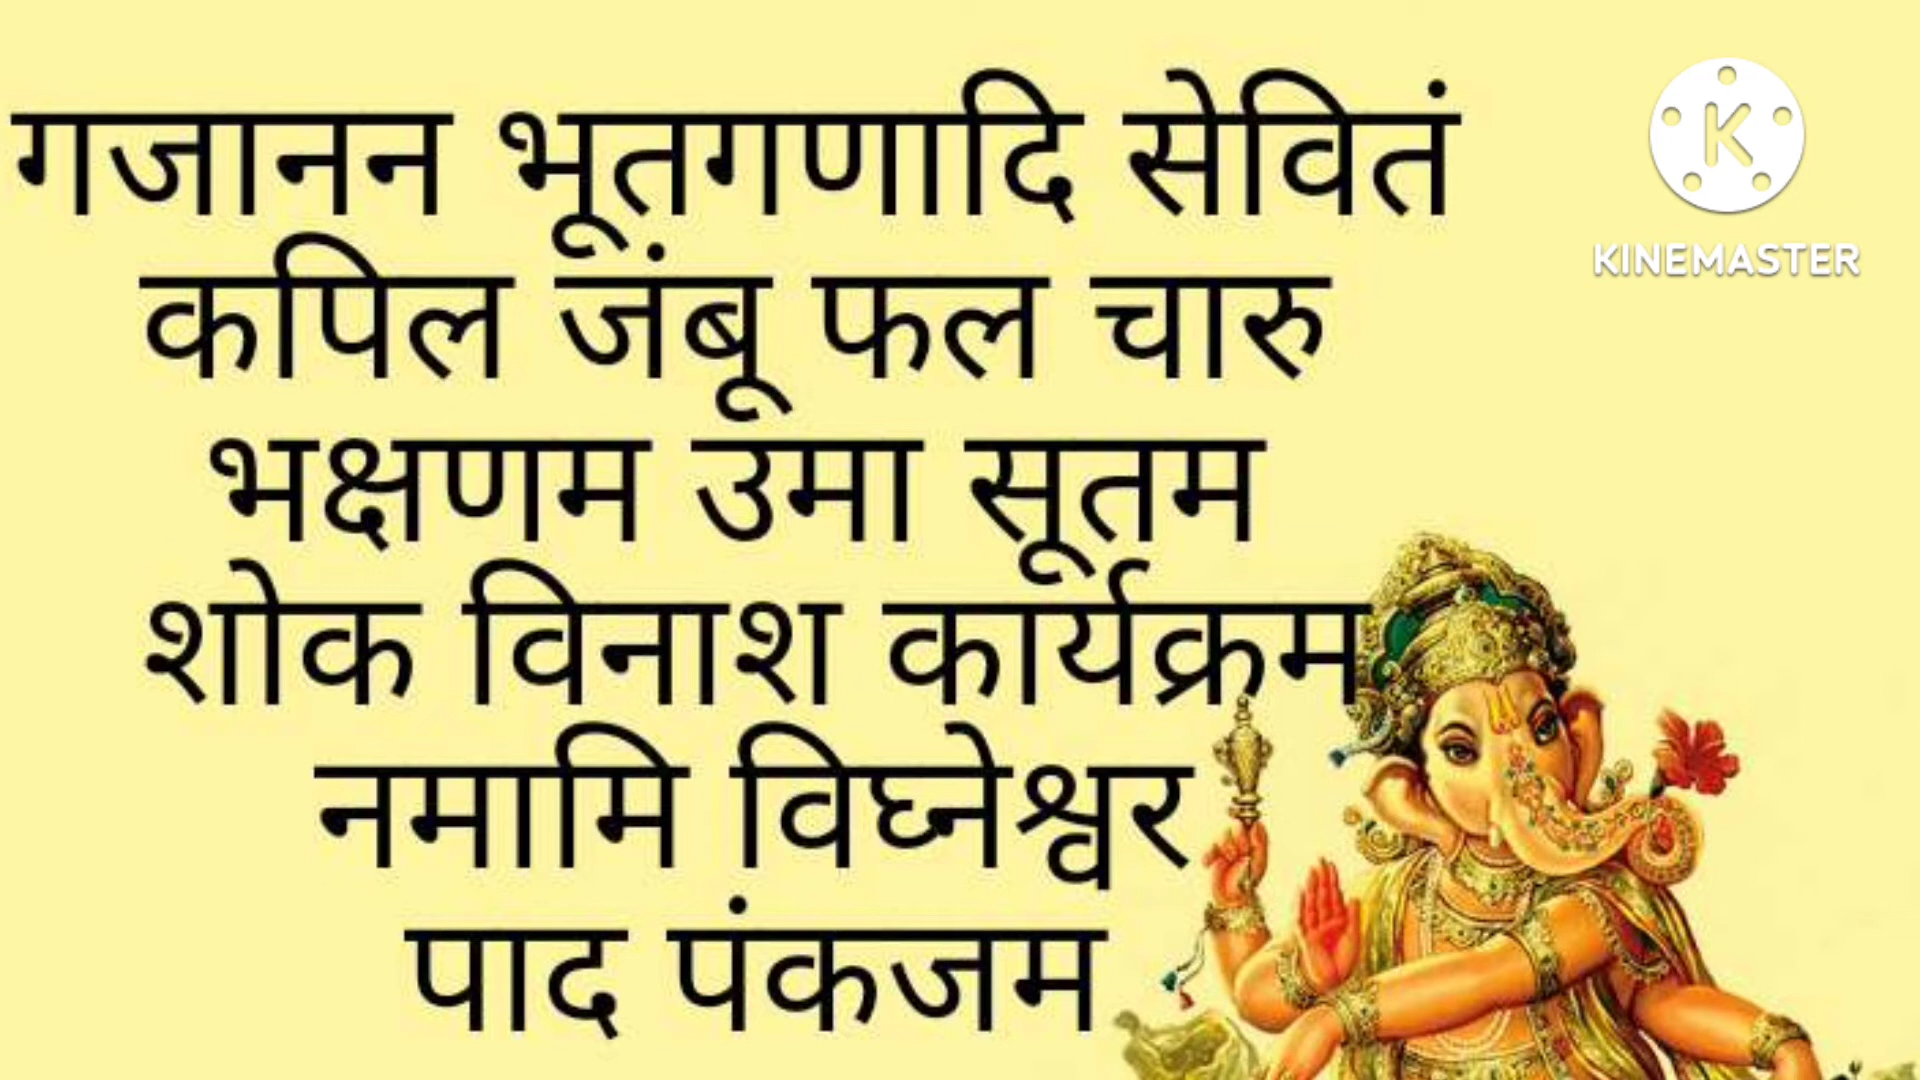 गजानन भूतगणादि सेवितं
कपिल जंबू फल चारु
भक्षणम उमा सूतम
शोक विनाश कार्यक्रम
नमामि विघ्नेश्वर
पाद पंकजम
K
KINEMASTER